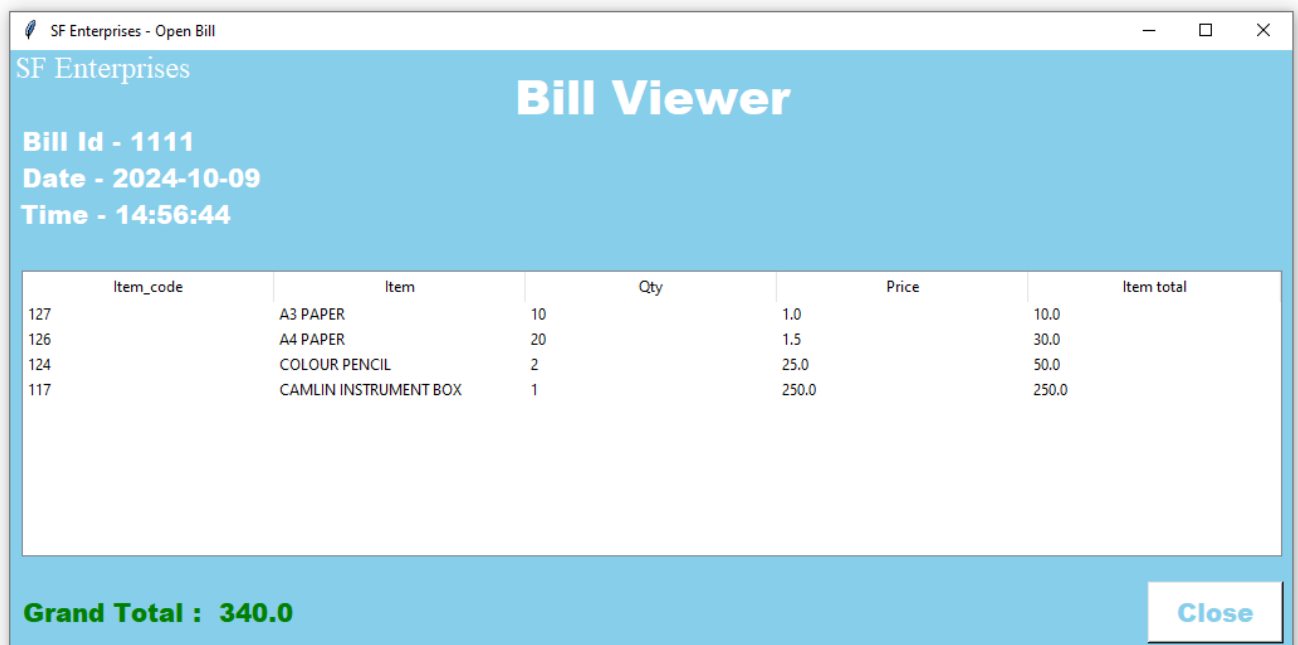 SF Enterprises - Open Bill
SF Enterprises
Bill Viewer
Bill Id - 1111
Date - 2024-10-09
Time - 14:56:44
Item_code Item Qty Price Item total
127 A3 PAPER 10 1.0 10.0
126 A4 PAPER 20 1.5 30.0
124 COLOUR PENCIL 2 25.0 50.0
117 CAMLIN INSTRUMENT BOX 1 250.0 250.0
Grand Total : 340.0 Close